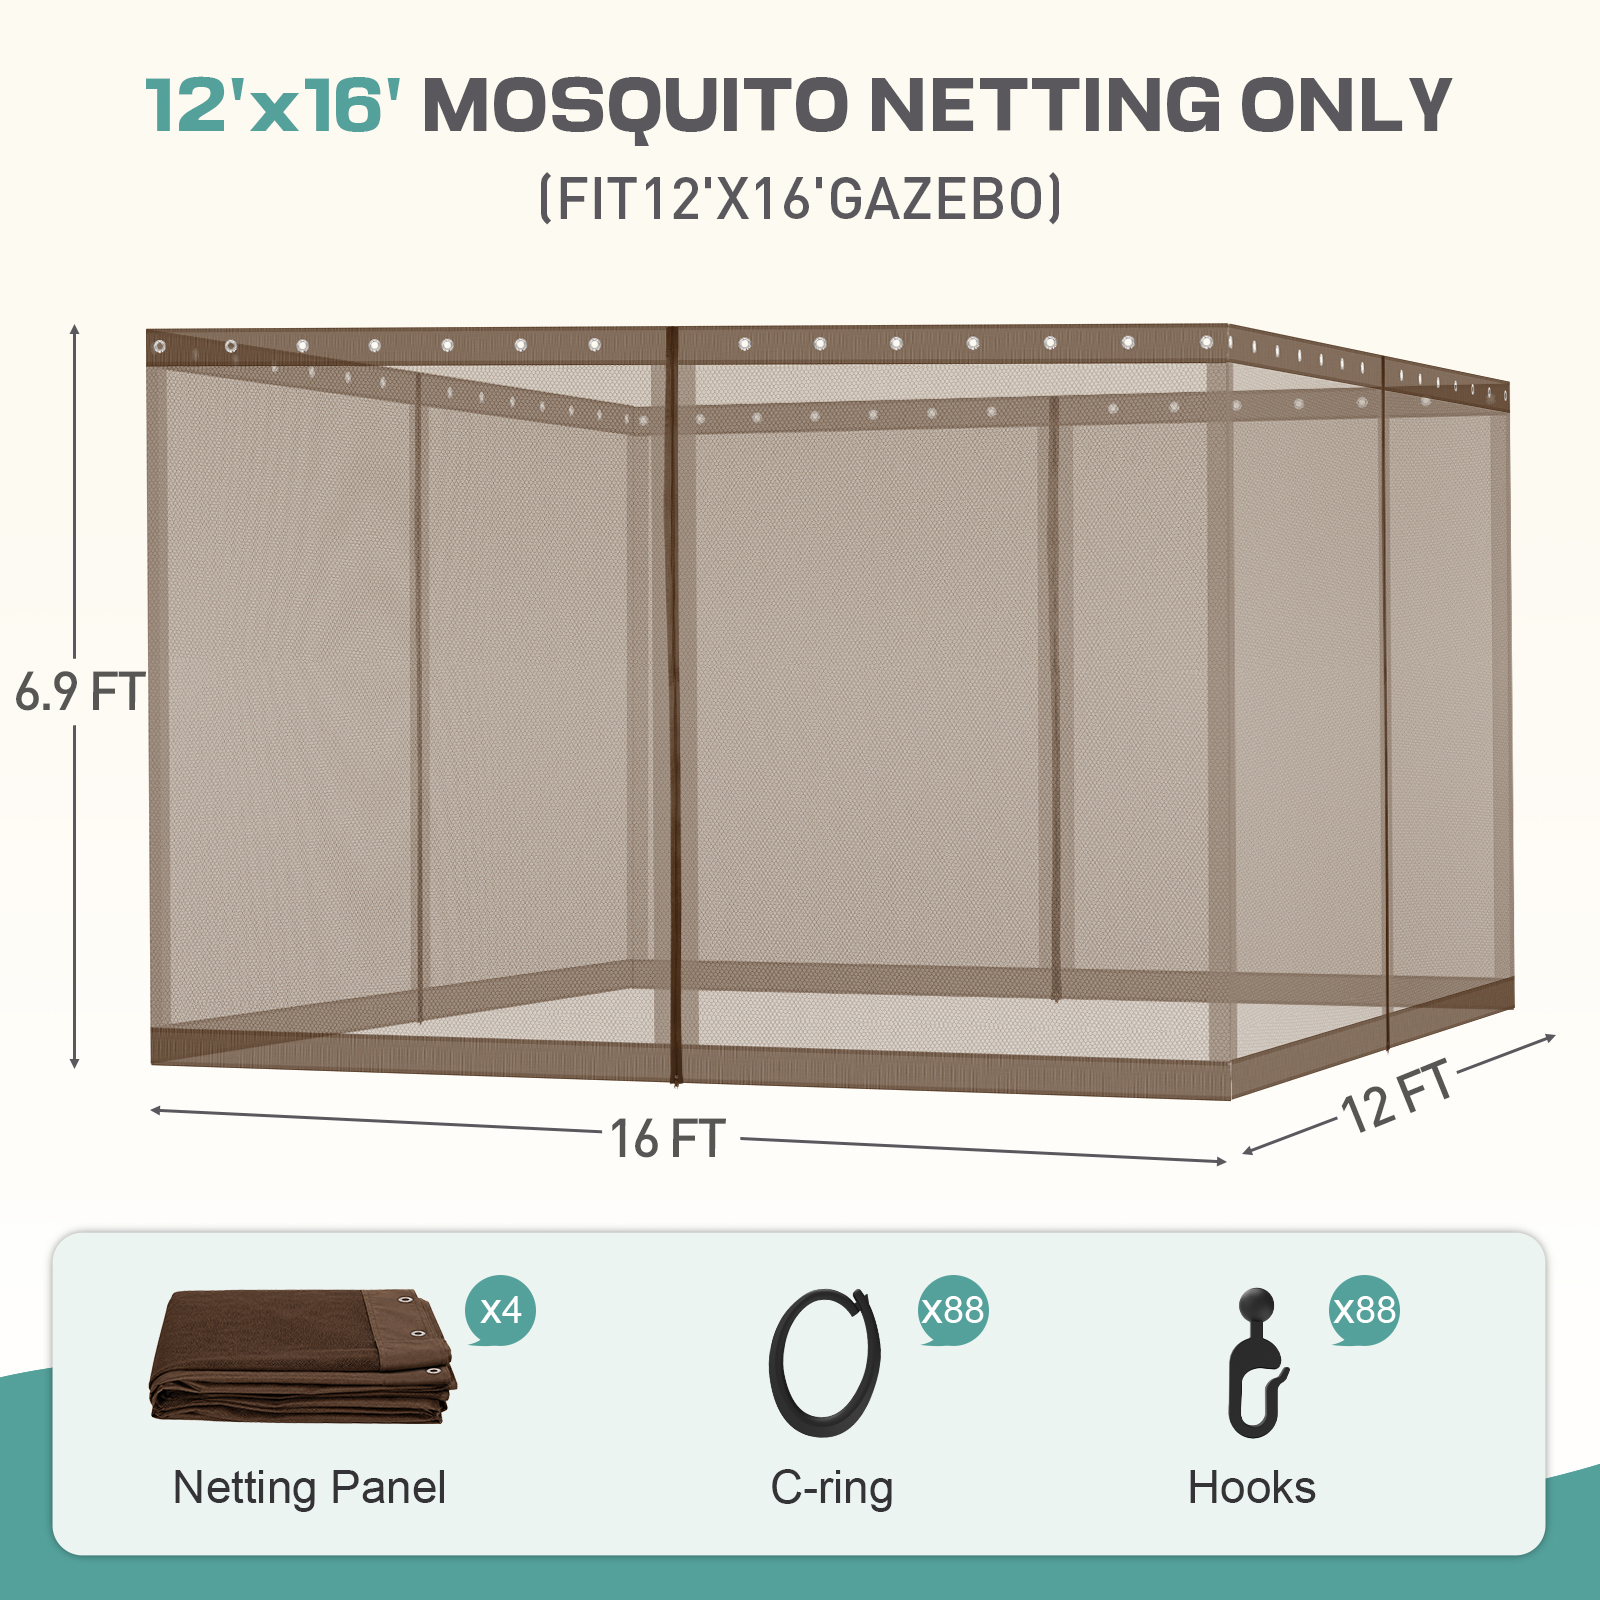 12'x16' MOSQUITO NETTING ONLY
(FIT12'X16'GAZEBO)
6.9 FT
16 FT
12 FT
x4
x88
x88
Netting Panel
C-ring
Hooks